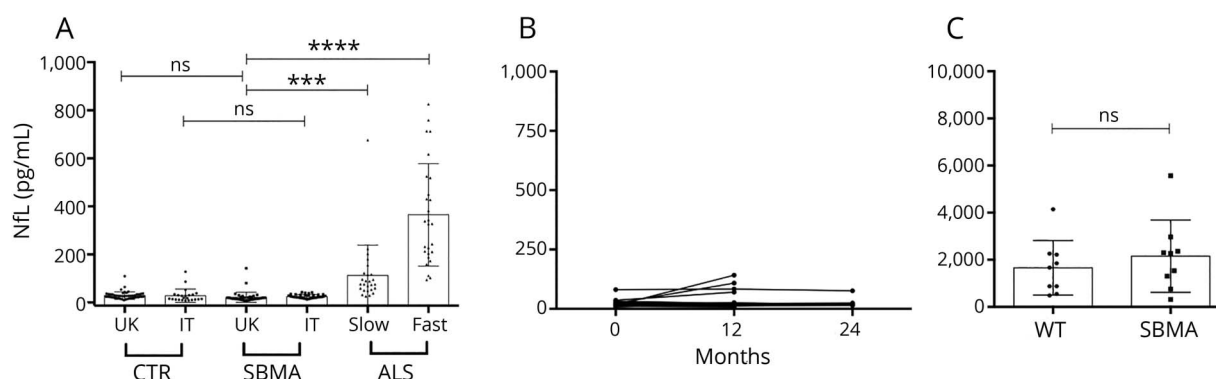 A
NfL (pg/mL)
1,000
800
600
400
200
0
ns
****
***
ns
UK IT UK IT Slow Fast
CTR SBMA ALS
B
1,000
750
500
250
0
0 12 24
Months
C
10,000
8,000
6,000
4,000
2,000
0
ns
WT SBMA